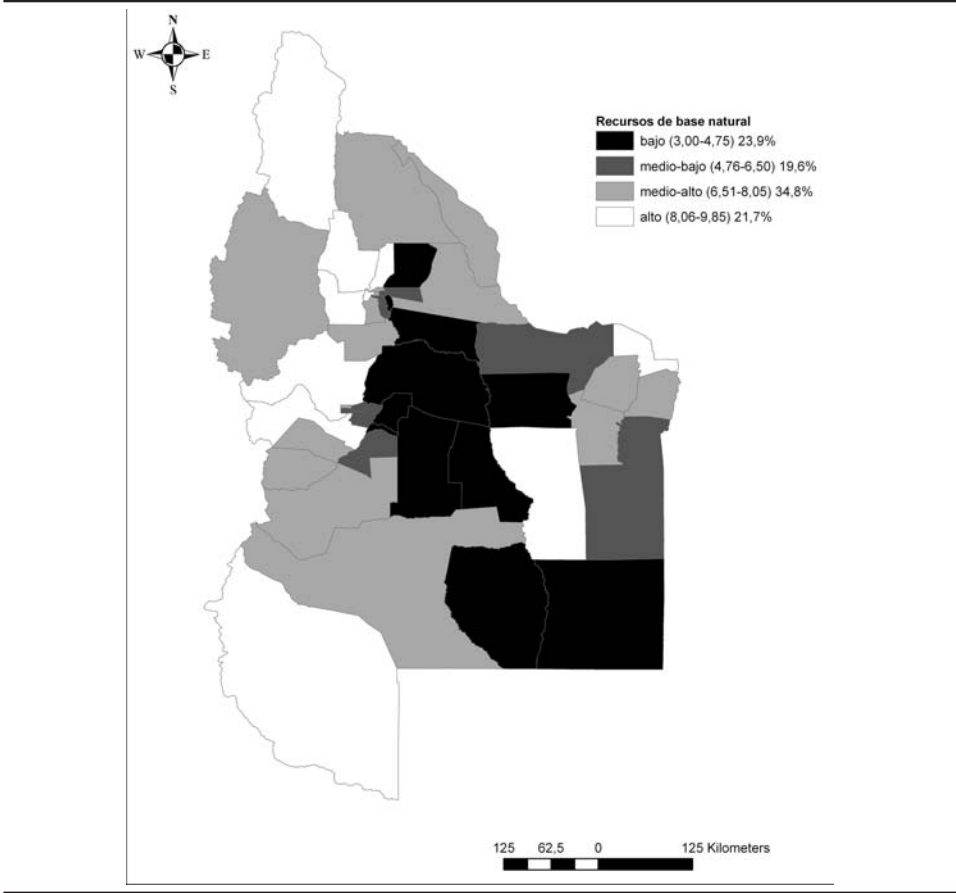 N
W E
S
Recursos de base natural
bajo (3,00-4,75) 23,9%
medio-bajo (4,76-6,50) 19,6%
medio-alto (6,51-8,05) 34,8%
alto (8,06-9,85) 21,7%
125 62,5 0 125 Kilometers